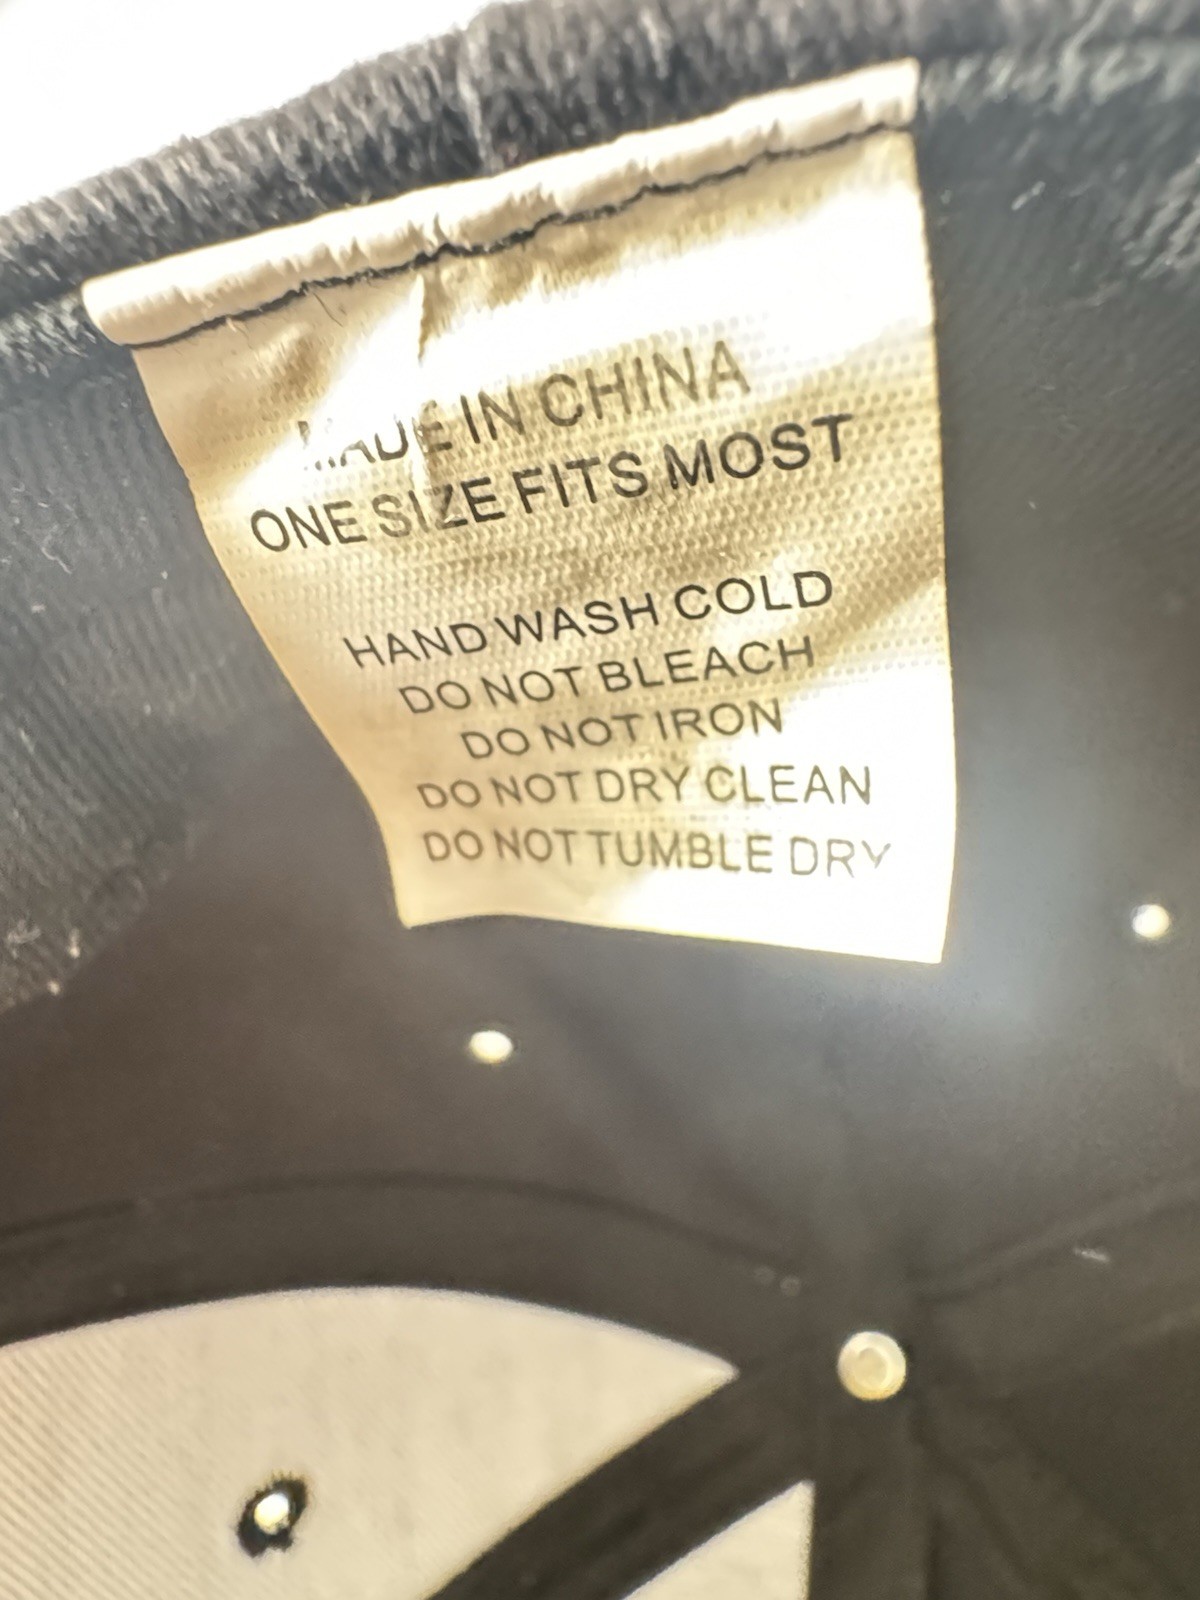 MADE IN CHINA
ONE SIZE FITS MOST
HAND WASH COLD
DO NOT BLEACH
DO NOT IRON
DO NOT DRY CLEAN
DO NOT TUMBLE DRY